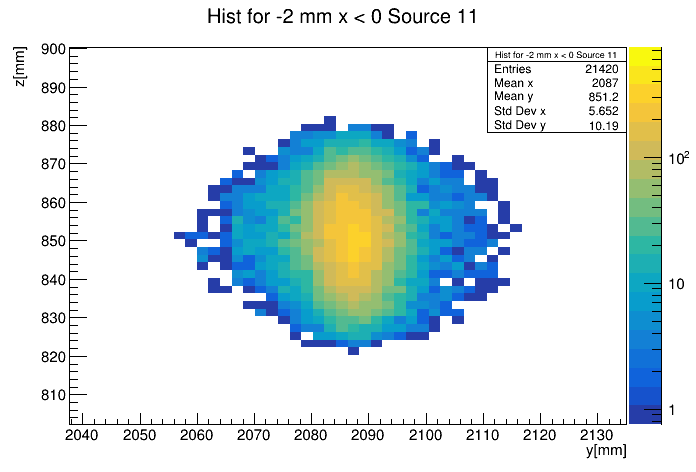 Hist for -2 mm x < 0 Source 11
z[mm]
Hist for -2 mm x < 0 Source 11
Entries 21420
Mean x 2087
Mean y 851.2
Std Dev x 5.652
Std Dev y 10.19
900
890
880
870
860
850
840
830
820
810
10²
10
1
2040 2050 2060 2070 2080 2090 2100 2110 2120 2130
y[mm]